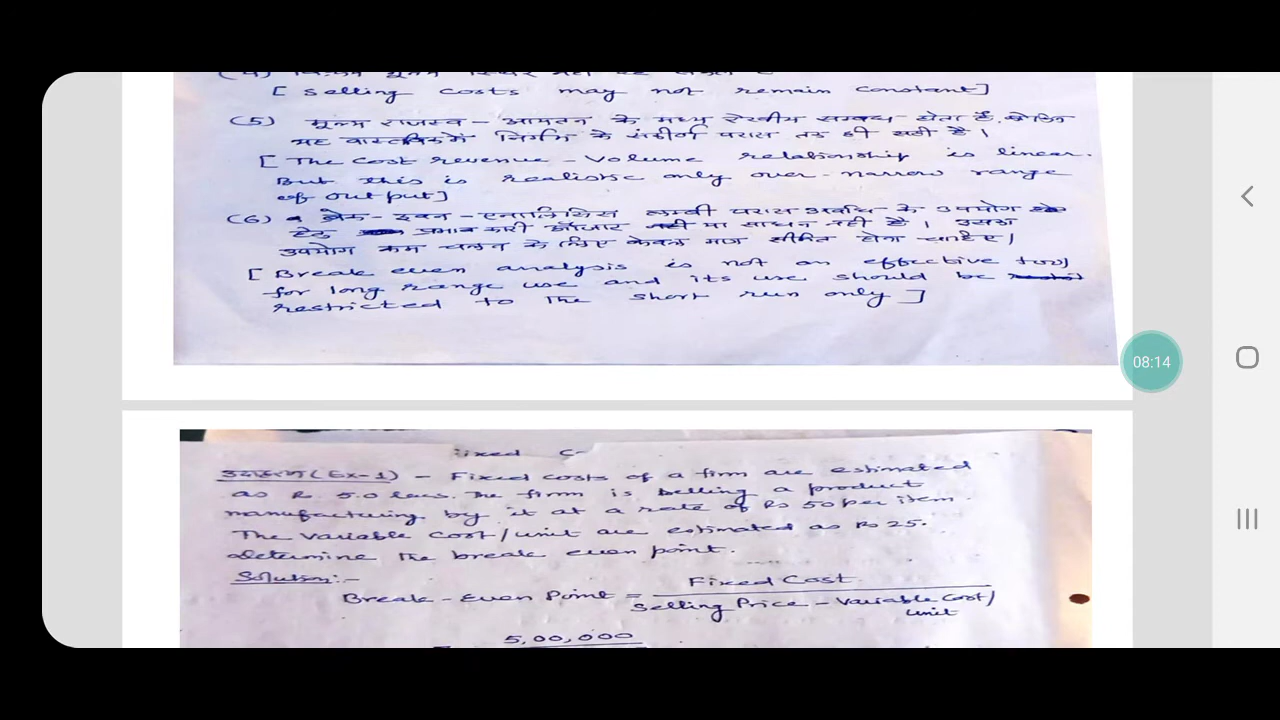 [ Selling costs may not remain constant]
(5) मूल्य राजस्व - आयतन के मध्य रेखीय सम्बन्ध होता है,
यह वास्तविक में निर्गम के संकीर्ण परास तक ही सही है।
[ The cost revenue - volume relationship is linear.
But this is realistic only over narrow range
of output]
(6) ब्रेक - इवन - एनालिसिस लम्बी परास अवधि के उपयोग
हेतु प्रभावकारी औजार या साधन नहीं है। उसका
उपयोग कम चलन के लिए केवल मात्र सीमित होना चाहिए।
[ Break even analysis is not an effective tool
for long range use and its use should be
restricted to the short run only ]
08:14
Fixed C
उदाहरण (Ex-1) - Fixed costs of a firm are estimated
as R 5.0 lacs. The firm is selling a product
manufacturing by it at a rate of Rs 50 per item.
The variable cost/unit are estimated as Rs 25.
determine the break even point.
Solution:-
Break - Even Point = Fixed Cost
Selling Price - Variable Cost/
unit
= 5,00,000